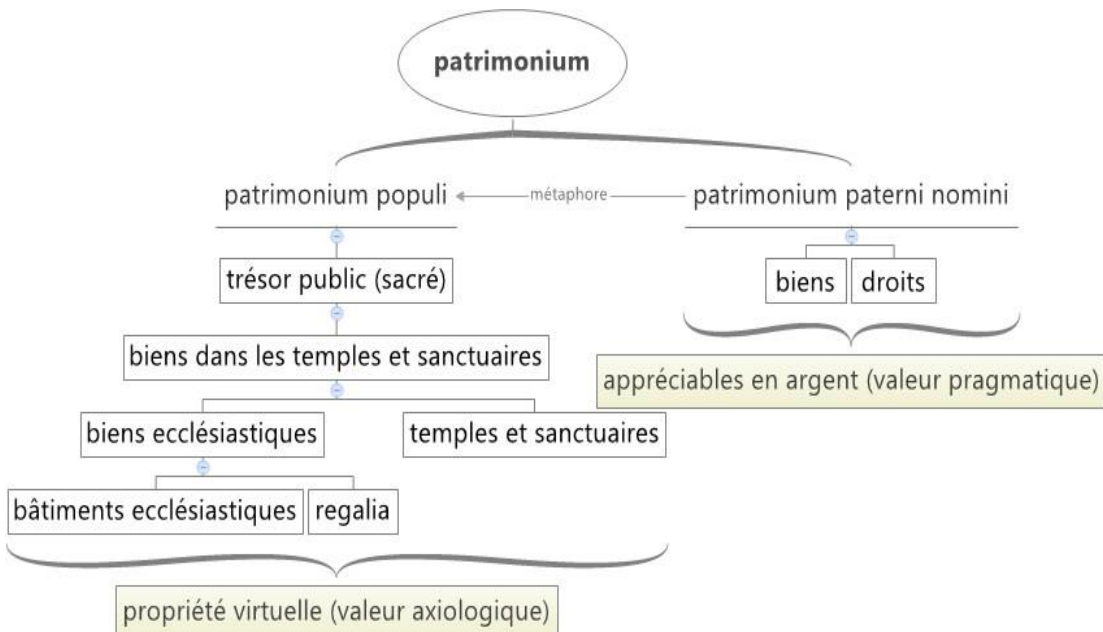 patrimonium
patrimonium populi
métaphore
patrimonium paterni nomini
trésor public (sacré)
biens
droits
biens dans les temples et sanctuaires
appréciables en argent (valeur pragmatique)
biens ecclésiastiques
temples et sanctuaires
bâtiments ecclésiastiques
regalia
propriété virtuelle (valeur axiologique)